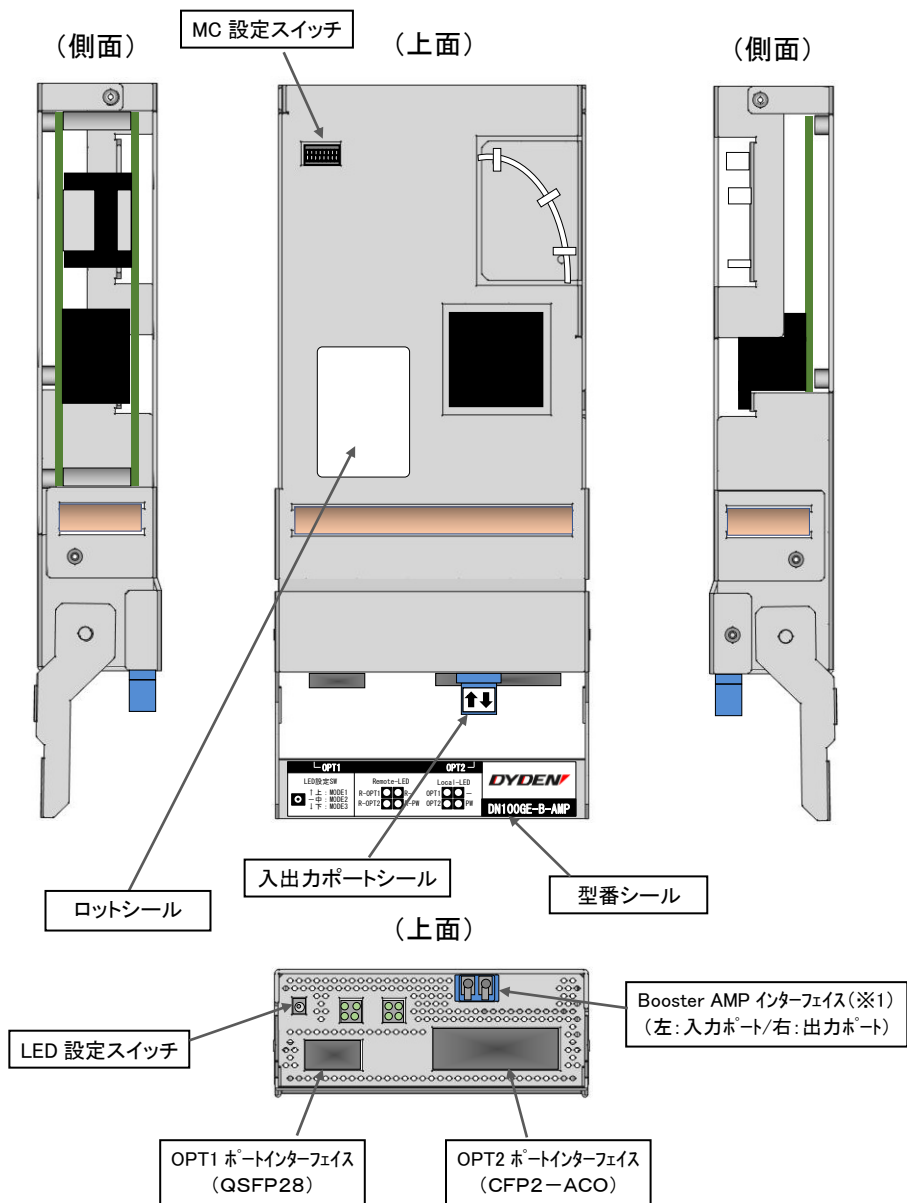 MC 設定スイッチ
（側面）
（上面）
（側面）
OPT1
OPT2
LED設定SW
↑上：MODE1
－中：MODE2
↓下：MODE3
Remote-LED
R-OPT1 R-
R-OPT2 R-PW
Local-LED
OPT1 －
OPT2 PW
DYDEN
DN100GE-B-AMP
ロットシール
入出力ポートシール
型番シール
（上面）
LED 設定スイッチ
Booster AMP インターフェイス（※1）
（左：入力ポート/右：出力ポート）
OPT1 ポートインターフェイス
（QSFP28）
OPT2 ポートインターフェイス
（CFP2－ACO）